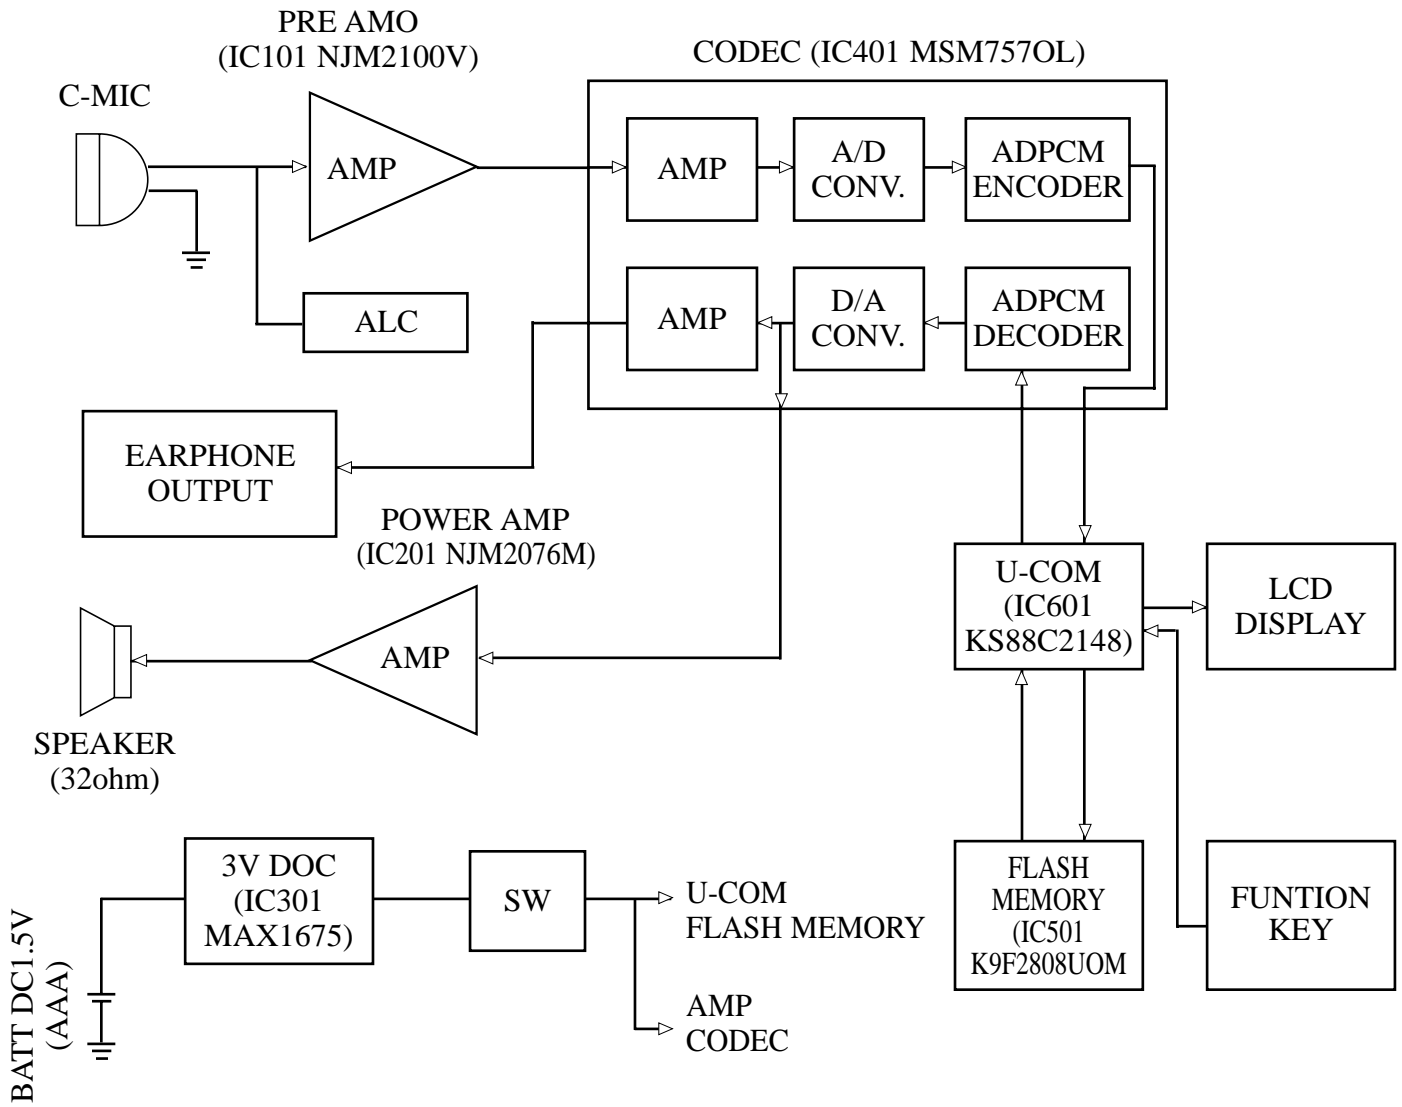 PRE AMO
(IC101 NJM2100V)
CODEC (IC401 MSM757OL)
C-MIC
AMP
AMP
A/D
CONV.
ADPCM
ENCODER
ALC
AMP
D/A
CONV.
ADPCM
DECODER
EARPHONE
OUTPUT
POWER AMP
(IC201 NJM2076M)
AMP
SPEAKER
(32ohm)
U-COM
(IC601
KS88C2148)
LCD
DISPLAY
BATT DC1.5V
(AAA)
3V DOC
(IC301
MAX1675)
SW
U-COM
FLASH MEMORY
AMP
CODEC
FLASH
MEMORY
(IC501
K9F2808UOM
FUNTION
KEY